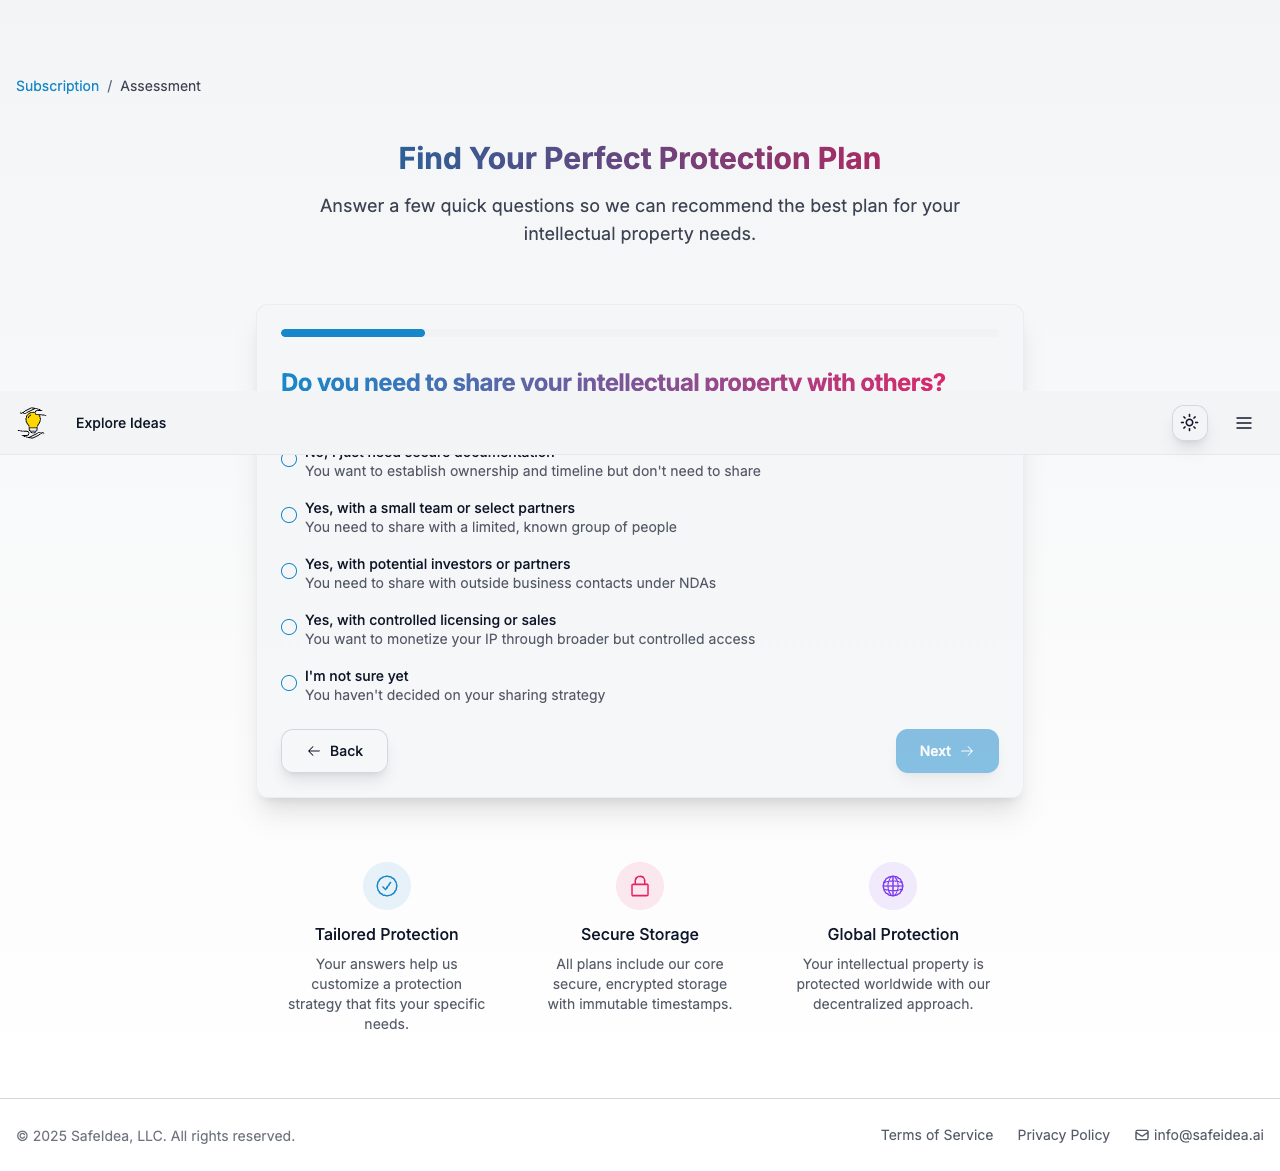 Subscription / Assessment
Find Your Perfect Protection Plan
Answer a few quick questions so we can recommend the best plan for your
intellectual property needs.
Do you need to share your intellectual property with others?
Explore Ideas
No, I just need secure documentation
You want to establish ownership and timeline but don't need to share
Yes, with a small team or select partners
You need to share with a limited, known group of people
Yes, with potential investors or partners
You need to share with outside business contacts under NDAs
Yes, with controlled licensing or sales
You want to monetize your IP through broader but controlled access
I'm not sure yet
You haven't decided on your sharing strategy
Back
Next
Tailored Protection
Your answers help us
customize a protection
strategy that fits your specific
needs.
Secure Storage
All plans include our core
secure, encrypted storage
with immutable timestamps.
Global Protection
Your intellectual property is
protected worldwide with our
decentralized approach.
© 2025 SafeIdea, LLC. All rights reserved.
Terms of Service
Privacy Policy
info@safeidea.ai